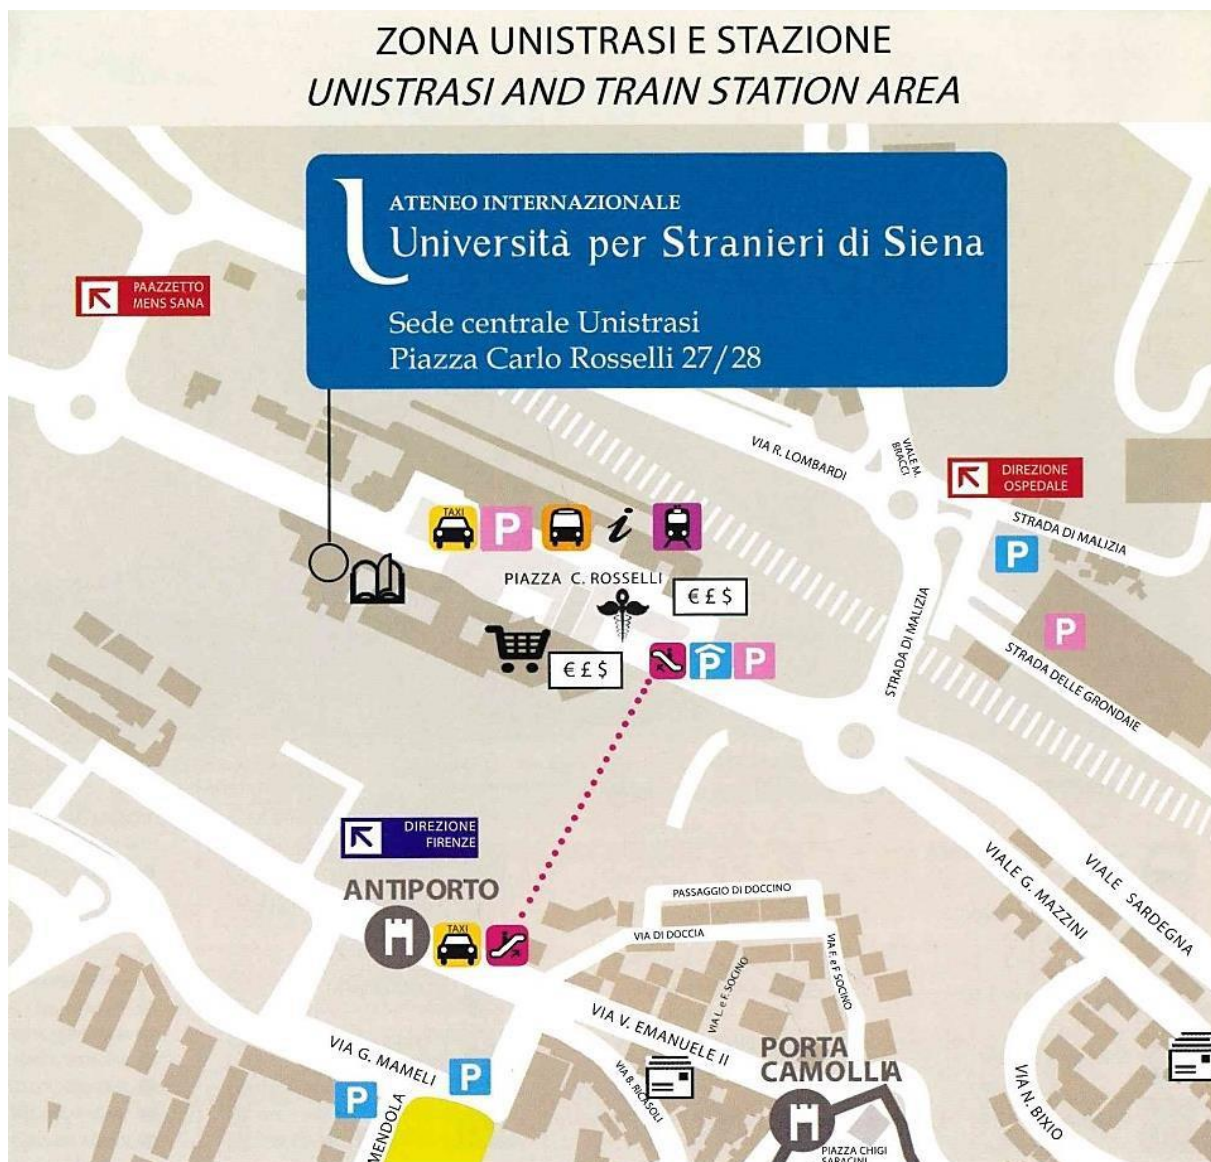 ZONA UNISTRASI E STAZIONE
UNISTRASI AND TRAIN STATION AREA
ATENEO INTERNAZIONALE
Università per Stranieri di Siena
Sede centrale Unistrasi
Piazza Carlo Rosselli 27/28
PAAZZETTO
MENS SANA
VIA R. LOMBARDI
VIALE M.
BRACCI
DIREZIONE
OSPEDALE
STRADA DI MALIZIA
P
TAXI
P
i
PIAZZA C. ROSSELLI
€ £ $
€ £ $
P
P
P
STRADA DI MALIZIA
STRADA DELLE GRONDAIE
DIREZIONE
FIRENZE
ANTIPORTO
TAXI
PASSAGGIO DI DOCCINO
VIA DI DOCCIA
VIA L. e F. SOCINO
VIA F. e F. SOCINO
VIALE G. MAZZINI
VIALE SARDEGNA
VIA V. EMANUELE II
VIA G. MAMELI
P
P
MENDOLA
VIA B. RICASOLI
PORTA
CAMOLLIA
PIAZZA CHIGI
SARACINI
VIA N. BIXIO